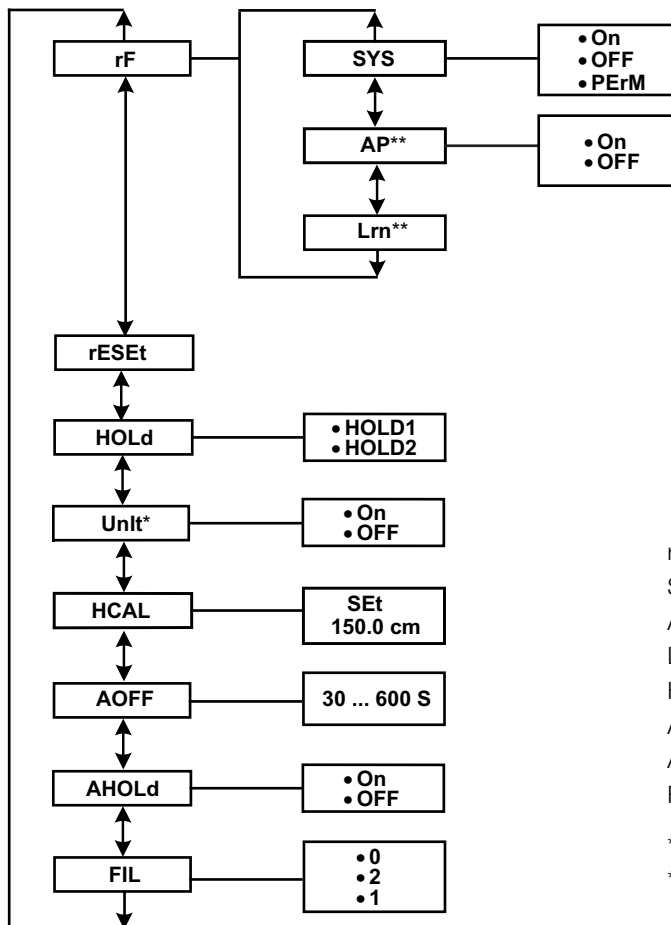 rF
SYS
• On
• OFF
• PErM
AP**
• On
• OFF
Lrn**
rESEt
HOLd
• HOLD1
• HOLD2
UnIt*
• On
• OFF
HCAL
SEt
150.0 cm
AOFF
30 ... 600 S
AHOLd
• On
• OFF
FIL
• 0
• 2
• 1